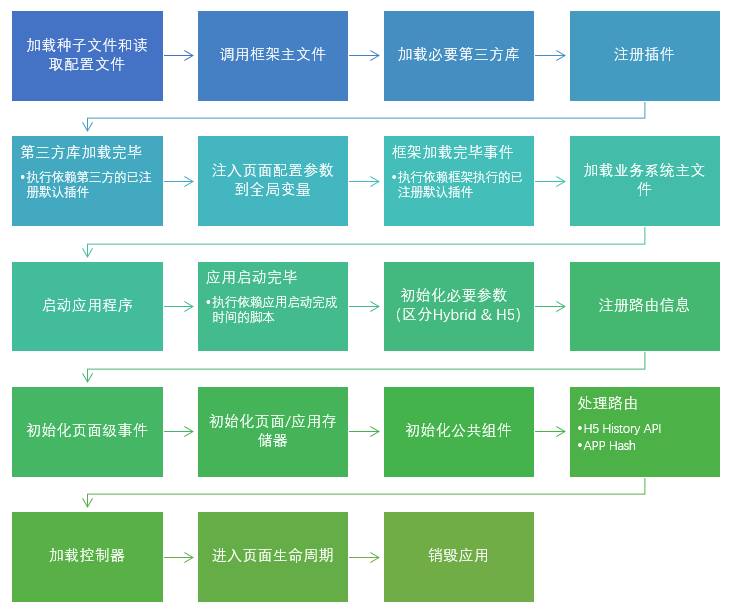 加载种子文件和读
取配置文件
调用框架主文件
加载必要第三方库
注册插件
第三方库加载完毕
•执行依赖第三方的已注
册默认插件
注入页面配置参数
到全局变量
框架加载完毕事件
•执行依赖框架执行的已
注册默认插件
加载业务系统主文
件
启动应用程序
应用启动完毕
•执行依赖应用启动完成
时间的脚本
初始化必要参数
（区分Hybrid & H5）
注册路由信息
初始化页面级事件
初始化页面/应用存
储器
初始化公共组件
处理路由
•H5 History API
•APP Hash
加载控制器
进入页面生命周期
销毁应用